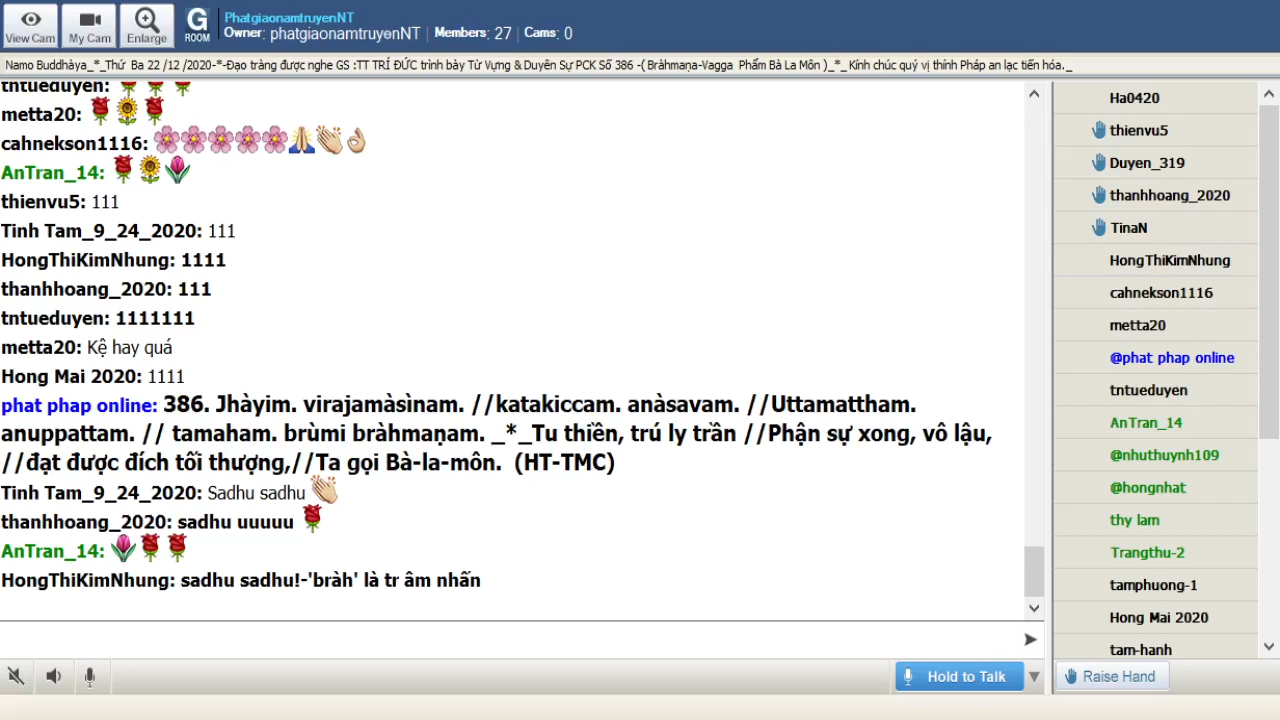 View Cam
My Cam
Enlarge
G
ROOM
PhatgiaonamtruyenNT
Owner: phatgiaonamtruyenNT | Members: 27 | Cams: 0
Namo Buddhàya_*_Thứ Ba 22 /12 /2020-*-Đạo tràng được nghe GS :TT TRÍ ĐỨC trình bày Từ Vựng & Duyên Sự PCK Số 386 -( Bràhmaṇa-Vagga Phẩm Bà La Môn )_*_ Kính chúc quý vị thính Pháp an lạc tiến hóa._
tntueduyen:
metta20:
cahnekson1116:
AnTran_14:
thienvu5: 111
Tinh Tam_9_24_2020: 111
HongThiKimNhung: 1111
thanhhoang_2020: 111
tntueduyen: 1111111
metta20: Kệ hay quá
Hong Mai 2020: 1111
phat phap online: 386. Jhàyim. virajamàsìnam. //katakiccam. anàsavam. //Uttamattham.
anuppattam. // tamaham. brùmi bràhmaṇam. _*_Tu thiền, trú ly trần //Phận sự xong, vô lậu,
//đạt được đích tối thượng,//Ta gọi Bà-la-môn. (HT-TMC)
Tinh Tam_9_24_2020: Sadhu sadhu
thanhhoang_2020: sadhu uuuuu
AnTran_14:
HongThiKimNhung: sadhu sadhu!-'bràh' là tr âm nhấn
Hold to Talk
Ha0420
thienvu5
Duyen_319
thanhhoang_2020
TinaN
HongThiKimNhung
cahnekson1116
metta20
@phat phap online
tntueduyen
AnTran_14
@nhuthuynh109
@hongnhat
thy lam
Trangthu-2
tamphuong-1
Hong Mai 2020
tam-hanh
Raise Hand